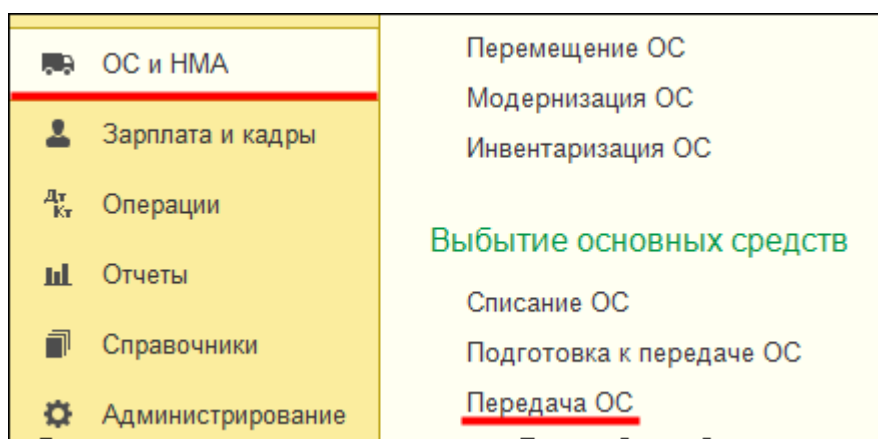 ОС и НМА
Зарплата и кадры
Дт
Кт
Операции
Отчеты
Справочники
Администрирование
Перемещение ОС
Модернизация ОС
Инвентаризация ОС
Выбытие основных средств
Списание ОС
Подготовка к передаче ОС
Передача ОС